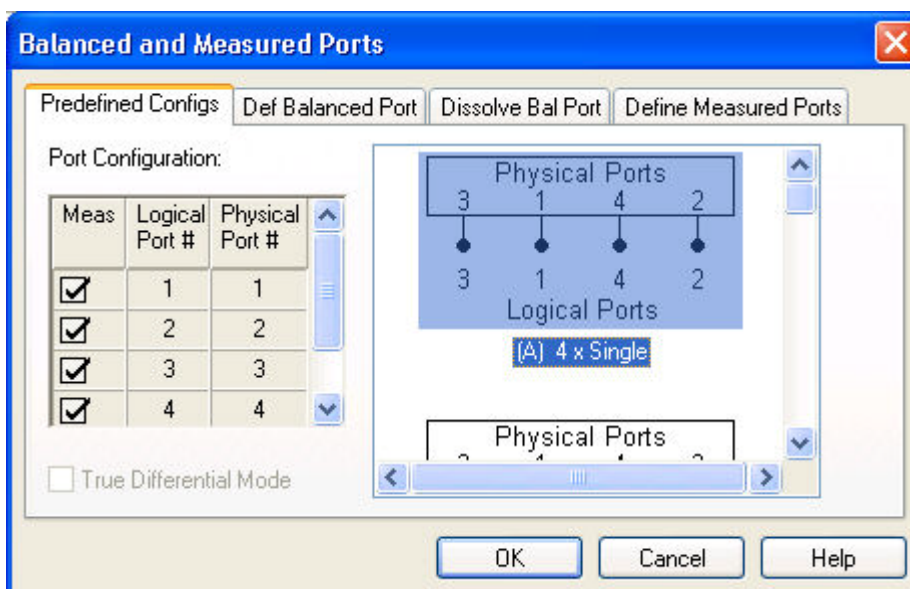 Balanced and Measured Ports
Predefined Configs
Def Balanced Port
Dissolve Bal Port
Define Measured Ports
Port Configuration:
Meas
Logical Port #
Physical Port #
1 1
2 2
3 3
4 4
True Differential Mode
Physical Ports
3 1 4 2
3 1 4 2
Logical Ports
(A) 4 x Single
Physical Ports
OK
Cancel
Help